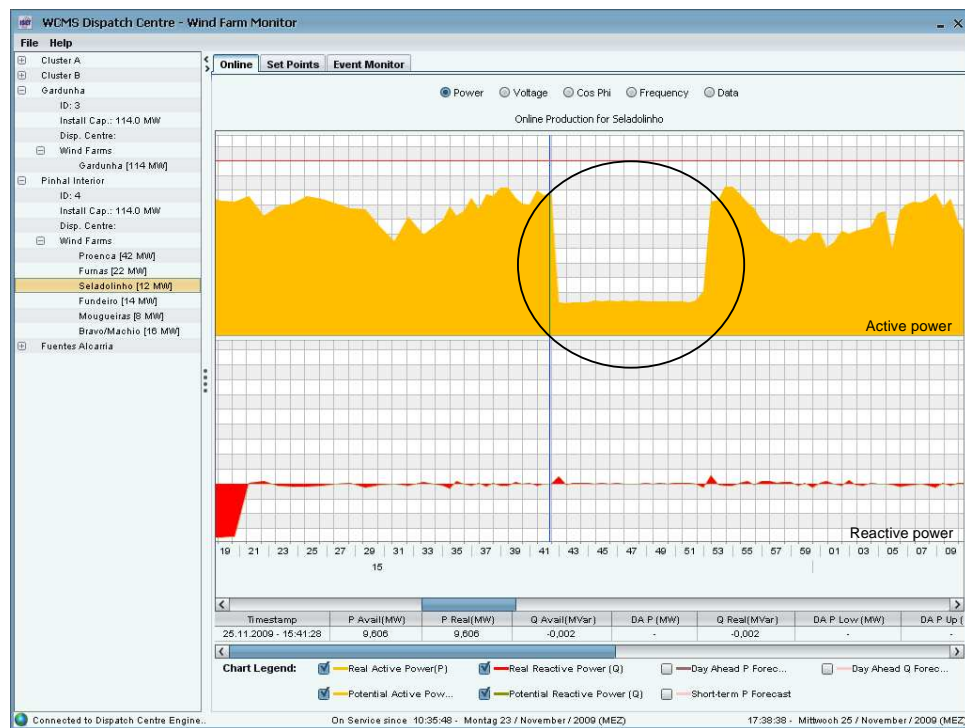 WCMS Dispatch Centre - Wind Farm Monitor
File Help
Cluster A
Cluster B
Gardunha
ID: 3
Install Cap.: 114.0 MW
Disp. Centre:
Wind Farms
Gardunha [114 MW]
Pinhal Interior
ID: 4
Install Cap.: 114.0 MW
Disp. Centre:
Wind Farms
Proenca [42 MW]
Furnas [22 MW]
Seladolinho [12 MW]
Fundeiro [14 MW]
Mougueiras [8 MW]
Bravo/Machio [16 MW]
Fuentes Alcarria
Online Set Points Event Monitor
Power Voltage Cos Phi Frequency Data
Online Production for Seladolinho
Active power
Reactive power
19 21 23 25 27 29 31 33 35 37 39 41 43 45 47 49 51 53 55 57 59 01 03 05 07 09
15
Timestamp P Avail(MW) P Real(MW) Q Avail(MVar) DA P (MW) Q Real(MVar) DA P Low (MW) DA P Up (
25.11.2009 - 15:41:28 9,606 9,606 -0,002 - -0,002 - -
Chart Legend: Real Active Power(P) Real Reactive Power (Q) Day Ahead P Forec... Day Ahead Q Forec...
Potential Active Pow... Potential Reactive Power (Q) Short-term P Forecast
Connected to Dispatch Centre Engine.. On Service since 10:35:48 - Montag 23 / November / 2009 (MEZ) 17:38:38 - Mittwoch 25 / November / 2009 (MEZ)